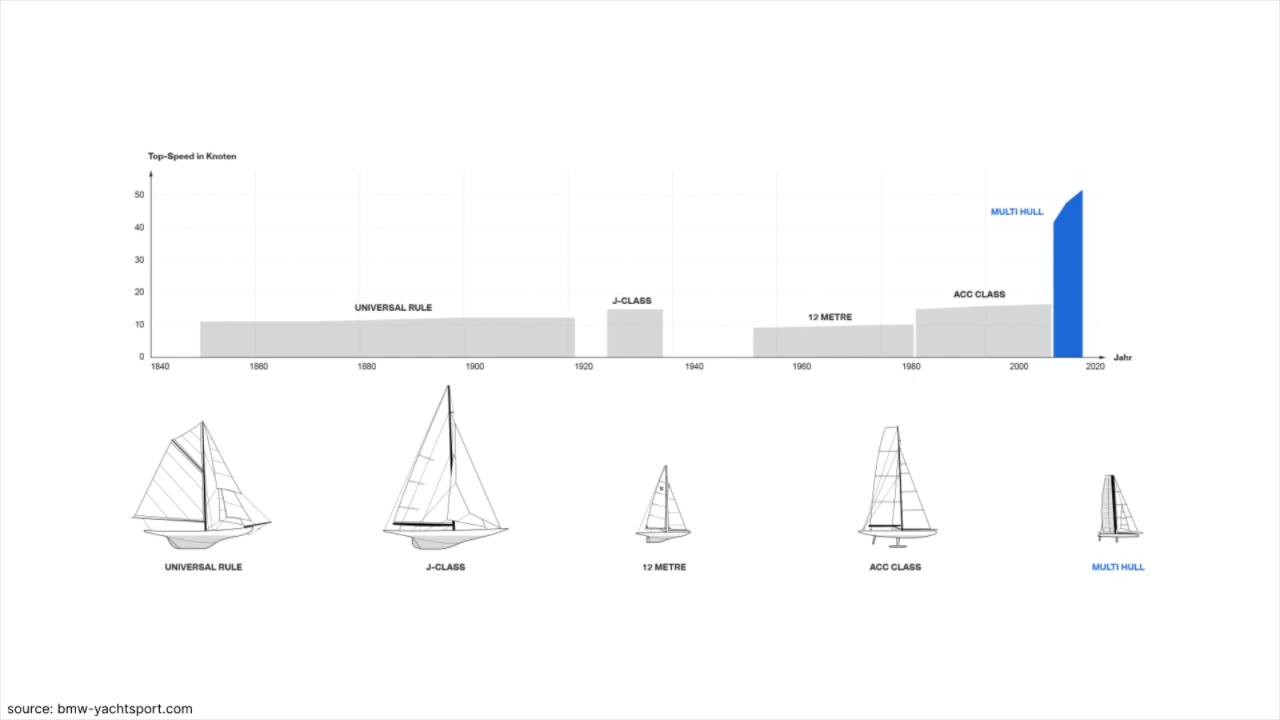 Top-Speed in Knoten
50
40
30
20
10
0
MULTI HULL
ACC CLASS
J-CLASS
UNIVERSAL RULE
12 METRE
Jahr
1840 1860 1880 1900 1920 1940 1960 1980 2000 2020
UNIVERSAL RULE J-CLASS 12 METRE ACC CLASS MULTI HULL
source: bmw-yachtsport.com